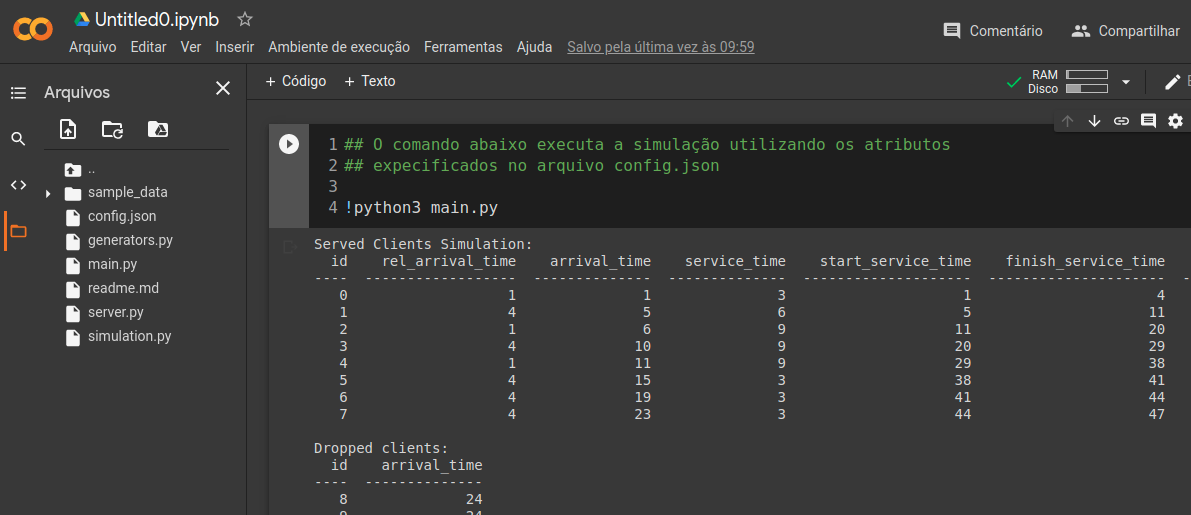 Untitled0.ipynb
Arquivo Editar Ver Inserir Ambiente de execução Ferramentas Ajuda Salvo pela última vez às 09:59
Comentário Compartilhar
Arquivos
+ Código + Texto
RAM
Disco
..
sample_data
config.json
generators.py
main.py
readme.md
server.py
simulation.py
1 ## O comando abaixo executa a simulação utilizando os atributos
2 ## expecificados no arquivo config.json
3
4 !python3 main.py
Served Clients Simulation:
id rel_arrival_time arrival_time service_time start_service_time finish_service_time
---- ------------------ -------------- -------------- -------------------- ---------------------
0 1 1 3 1 4
1 4 5 6 5 11
2 1 6 9 11 20
3 4 10 9 20 29
4 1 11 9 29 38
5 4 15 3 38 41
6 4 19 3 41 44
7 4 23 3 44 47
Dropped clients:
id arrival_time
---- --------------
8 24